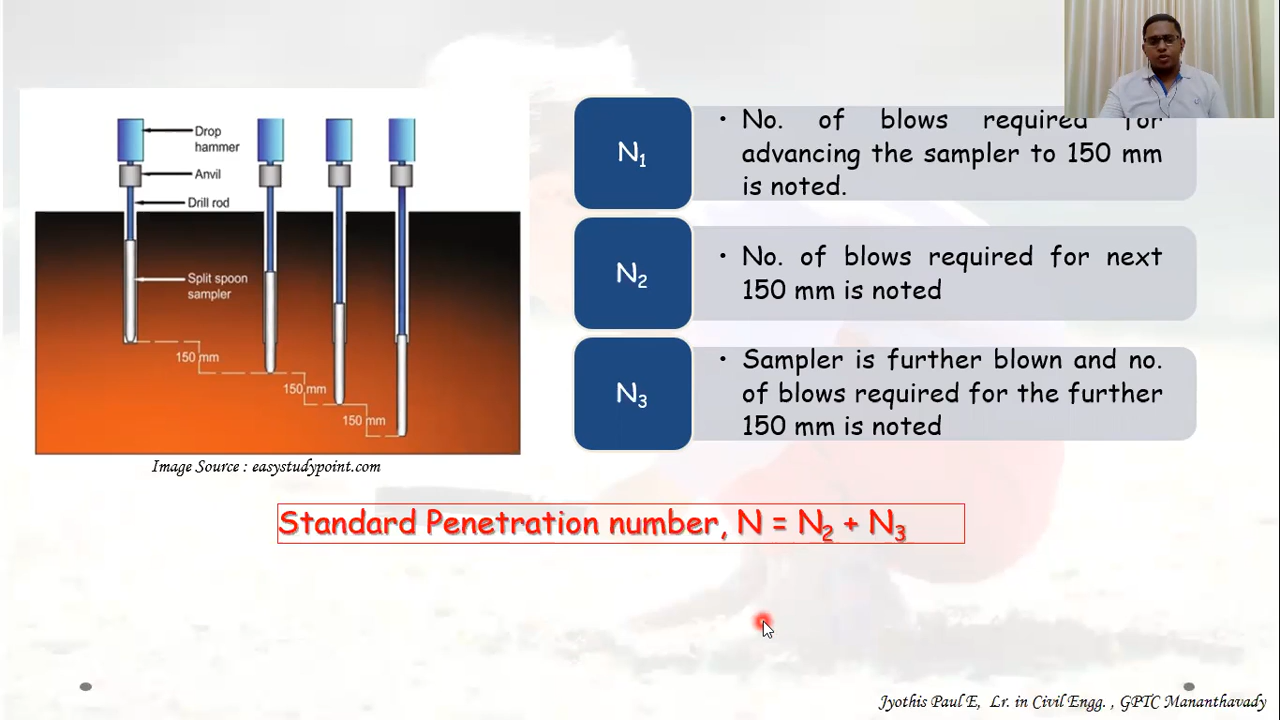 Drop
hammer
Anvil
Drill rod
Split spoon
sampler
150 mm
150 mm
150 mm
Image Source : easystudypoint.com
N1
• No. of blows required for
advancing the sampler to 150 mm
is noted.
N2
• No. of blows required for next
150 mm is noted
N3
• Sampler is further blown and no.
of blows required for the further
150 mm is noted
Standard Penetration number, N = N2 + N3
Jyothis Paul E, Lr. in Civil Engg. , GPTC Mananthavady